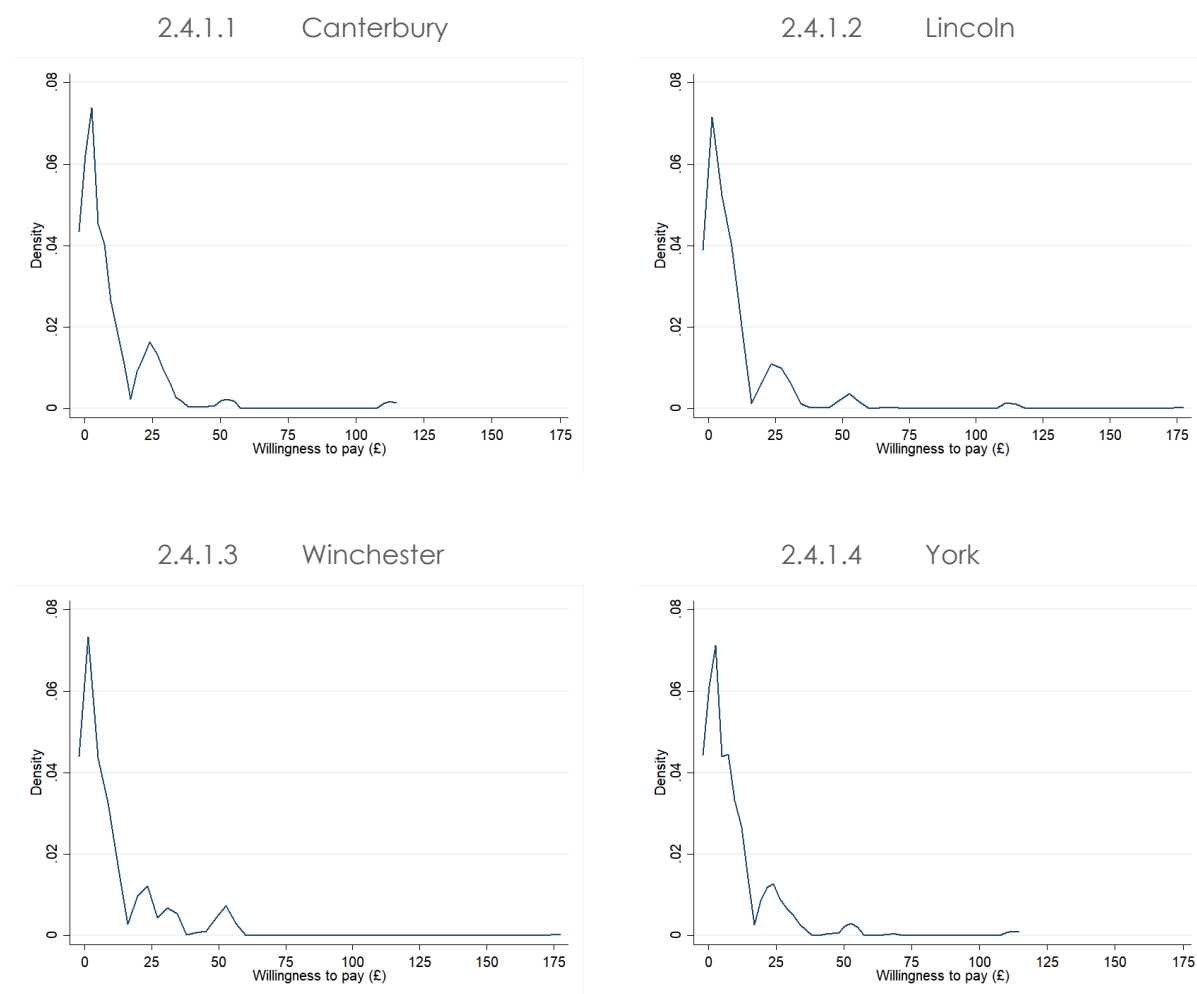 2.4.1.1 Canterbury
.08
.06
.04
.02
0
Density
0 25 50 75 100 125 150 175
Willingness to pay (£)
2.4.1.2 Lincoln
.08
.06
.04
.02
0
Density
0 25 50 75 100 125 150 175
Willingness to pay (£)
2.4.1.3 Winchester
.08
.06
.04
.02
0
Density
0 25 50 75 100 125 150 175
Willingness to pay (£)
2.4.1.4 York
.08
.06
.04
.02
0
Density
0 25 50 75 100 125 150 175
Willingness to pay (£)